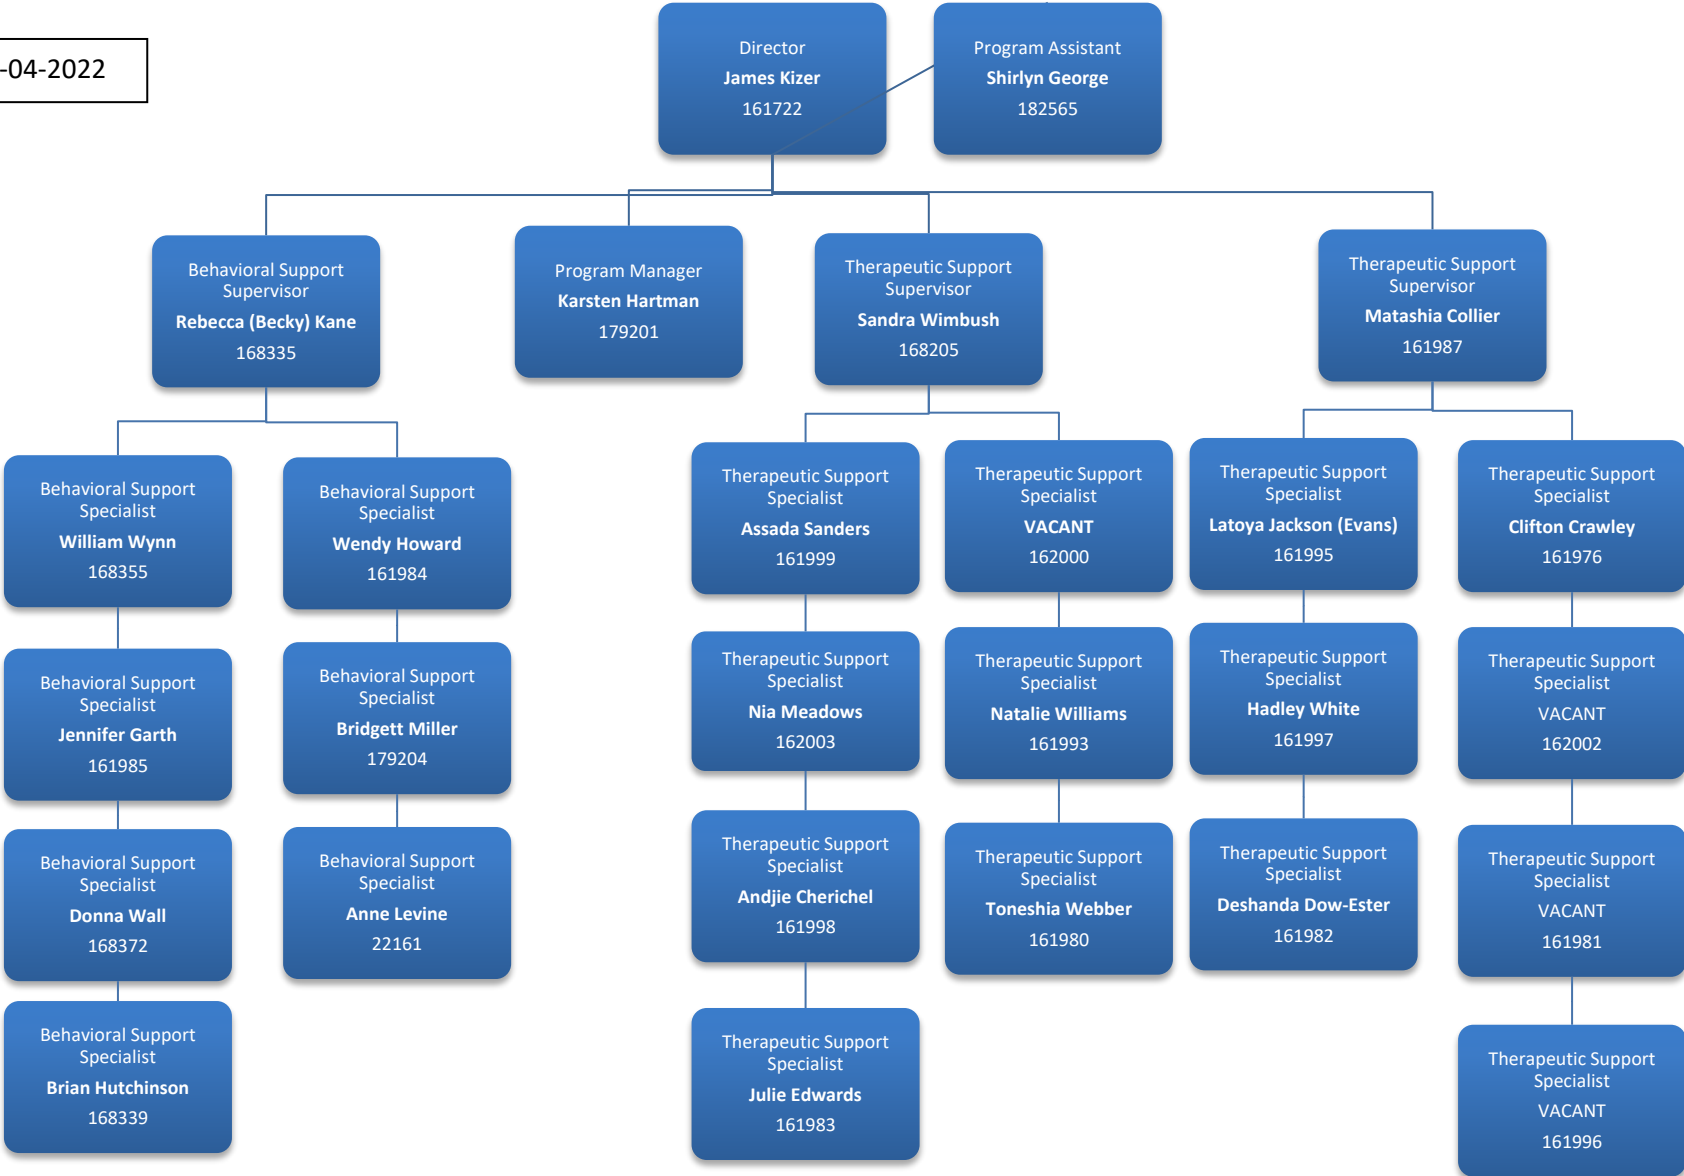 -04-2022
Director
James Kizer
161722
Program Assistant
Shirlyn George
182565
Behavioral Support
Supervisor
Rebecca (Becky) Kane
168335
Program Manager
Karsten Hartman
179201
Therapeutic Support
Supervisor
Sandra Wimbush
168205
Therapeutic Support
Supervisor
Matashia Collier
161987
Behavioral Support
Specialist
William Wynn
168355
Behavioral Support
Specialist
Wendy Howard
161984
Therapeutic Support
Specialist
Assada Sanders
161999
Therapeutic Support
Specialist
VACANT
162000
Therapeutic Support
Specialist
Latoya Jackson (Evans)
161995
Therapeutic Support
Specialist
Clifton Crawley
161976
Behavioral Support
Specialist
Jennifer Garth
161985
Behavioral Support
Specialist
Bridgett Miller
179204
Therapeutic Support
Specialist
Nia Meadows
162003
Therapeutic Support
Specialist
Natalie Williams
161993
Therapeutic Support
Specialist
Hadley White
161997
Therapeutic Support
Specialist
VACANT
162002
Behavioral Support
Specialist
Donna Wall
168372
Behavioral Support
Specialist
Anne Levine
22161
Therapeutic Support
Specialist
Andjie Cherichel
161998
Therapeutic Support
Specialist
Toneshia Webber
161980
Therapeutic Support
Specialist
Deshanda Dow-Ester
161982
Therapeutic Support
Specialist
VACANT
161981
Behavioral Support
Specialist
Brian Hutchinson
168339
Therapeutic Support
Specialist
Julie Edwards
161983
Therapeutic Support
Specialist
VACANT
161996